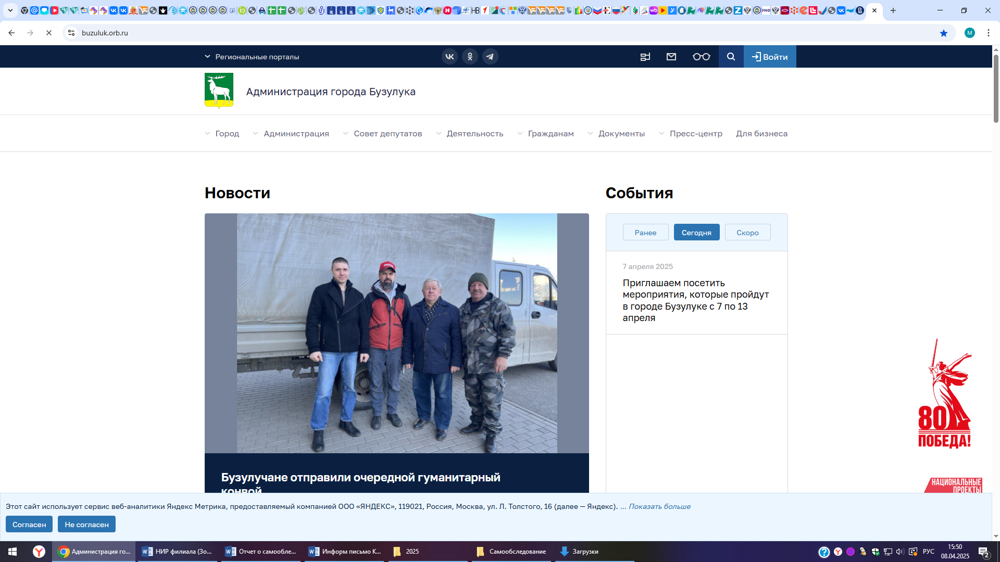 buzuluk.orb.ru
M
Региональные порталы
Войти
Администрация города Бузулука
Город
Администрация
Совет депутатов
Деятельность
Гражданам
Документы
Пресс-центр
Для бизнеса
Новости
События
Ранее
Сегодня
Скоро
7 апреля 2025
Приглашаем посетить
мероприятия, которые пройдут
в городе Бузулуке с 7 по 13
апреля
80
ПОБЕДА!
НАЦИОНАЛЬНЫЕ
ПРОЕКТЫ
Бузулучане отправили очередной гуманитарный
конвой
Этот сайт использует сервис веб-аналитики Яндекс Метрика, предоставляемый компанией ООО «ЯНДЕКС», 119021, Россия, Москва, ул. Л. Толстого, 16 (далее — Яндекс). ... Показать больше
Согласен
Не согласен
Администрация го...
НИР филиала (Зо...
Отчет о самообле...
Информ письмо К...
2025
Самообследование
Загрузки
РУС
15:50
08.04.2025
2